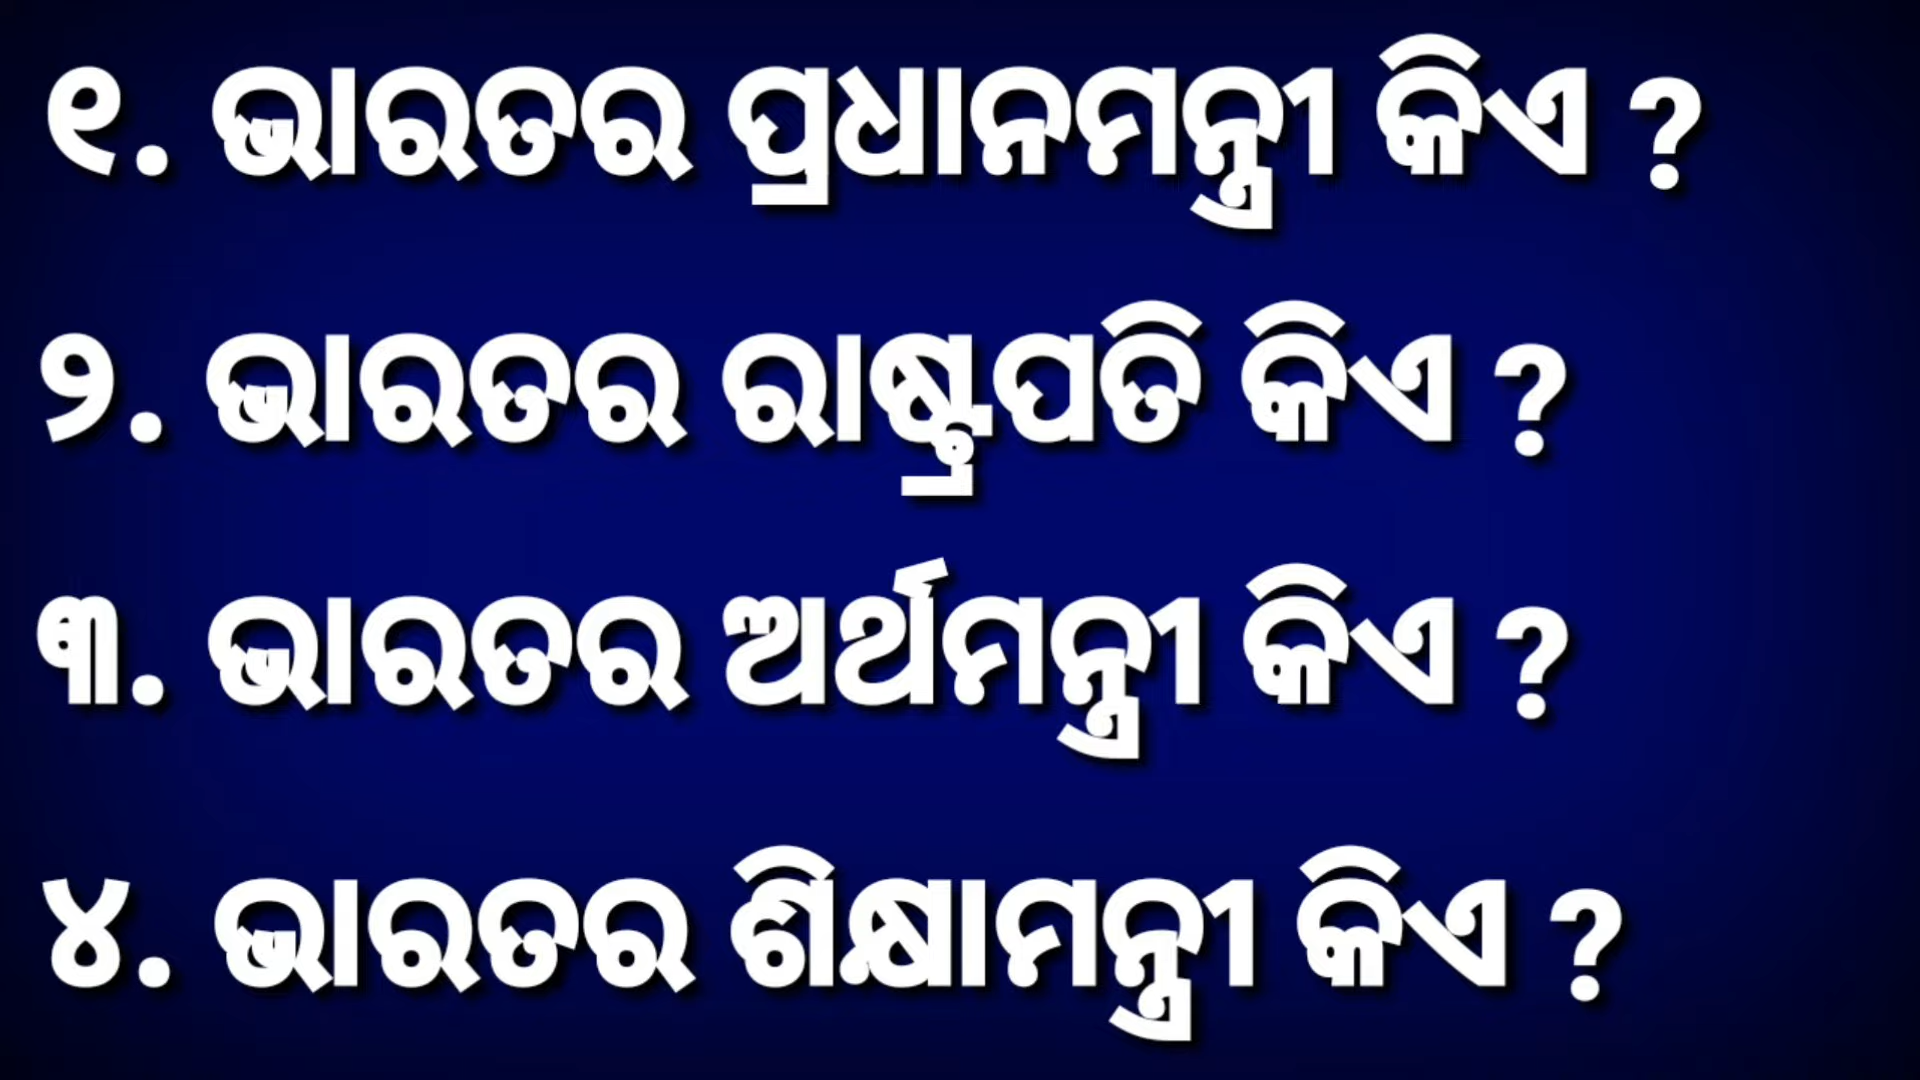 ୧. ଭାରତର ପ୍ରଧାନମନ୍ତ୍ରୀ କିଏ ?
୨. ଭାରତର ରାଷ୍ଟ୍ରପତି କିଏ ?
୩. ଭାରତର ଅର୍ଥମନ୍ତ୍ରୀ କିଏ ?
୪. ଭାରତର ଶିକ୍ଷାମନ୍ତ୍ରୀ କିଏ ?